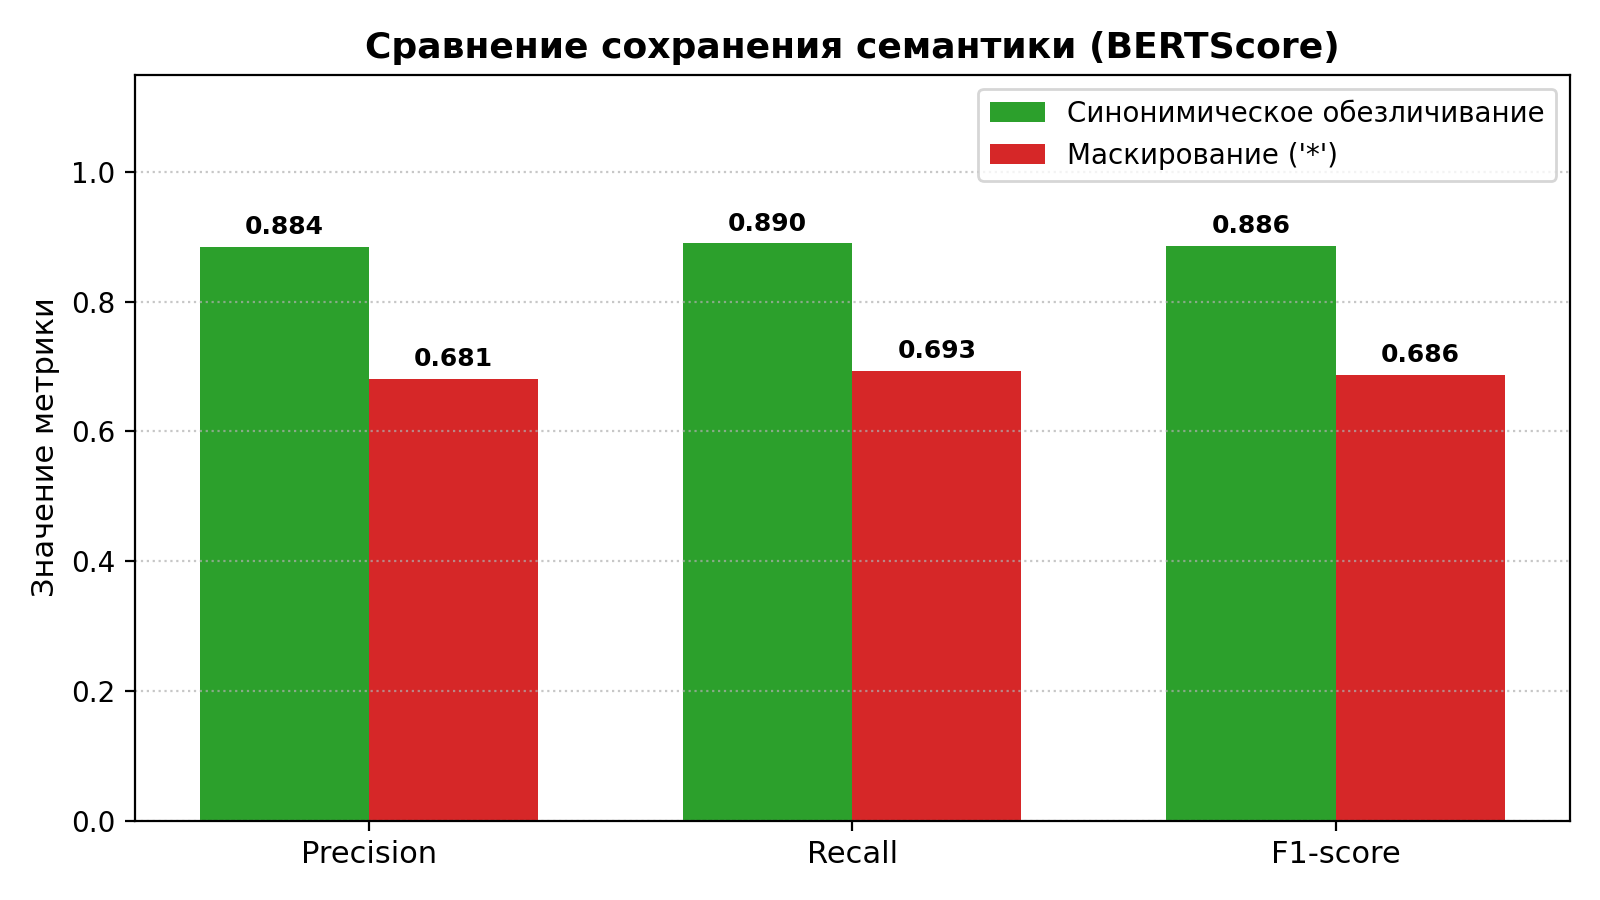 Сравнение сохранения семантики (BERTScore)
Синонимическое обезличивание
Маскирование ('*')
Значение метрики
1.0
0.8
0.6
0.4
0.2
0.0
0.884
0.681
0.890
0.693
0.886
0.686
Precision
Recall
F1-score